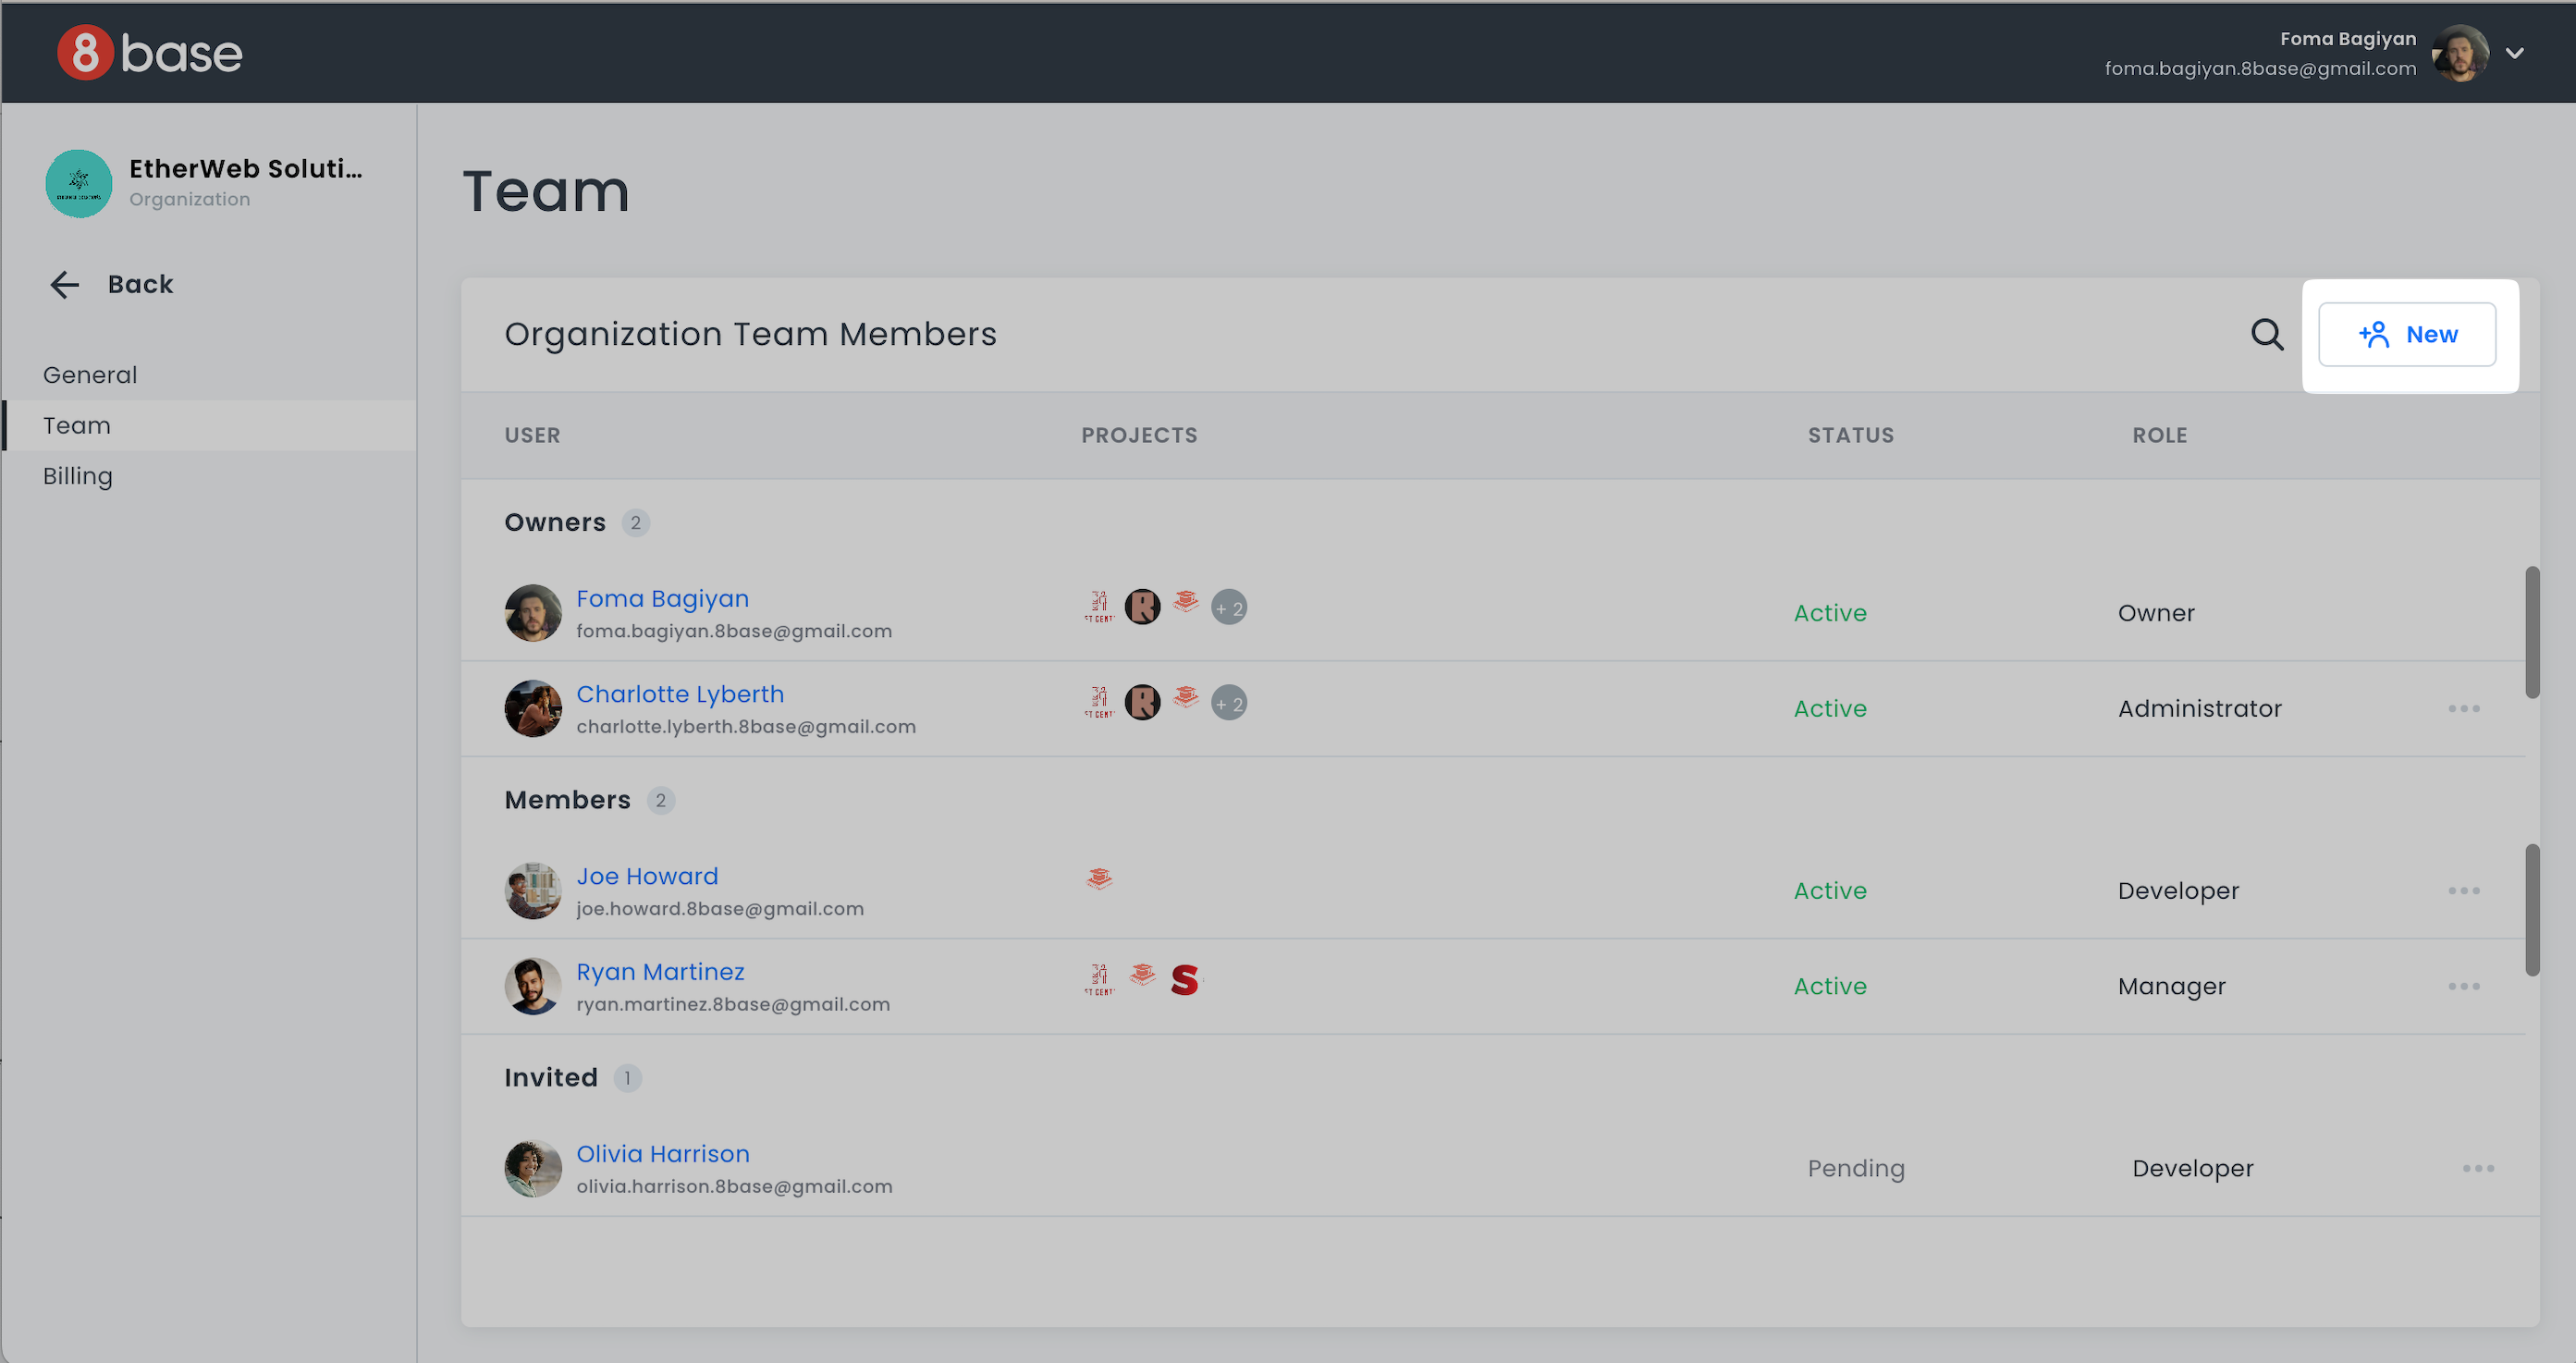 8base
Foma Bagiyan
foma.bagiyan.8base@gmail.com
EtherWeb Soluti...
Organization
Back
General
Team
Billing
Team
Organization Team Members
New
USER PROJECTS STATUS ROLE
Owners 2
Foma Bagiyan
foma.bagiyan.8base@gmail.com
R + 2
Active
Owner
Charlotte Lyberth
charlotte.lyberth.8base@gmail.com
R + 2
Active
Administrator
Members 2
Joe Howard
joe.howard.8base@gmail.com
Active
Developer
Ryan Martinez
ryan.martinez.8base@gmail.com
S
Active
Manager
Invited 1
Olivia Harrison
olivia.harrison.8base@gmail.com
Pending
Developer